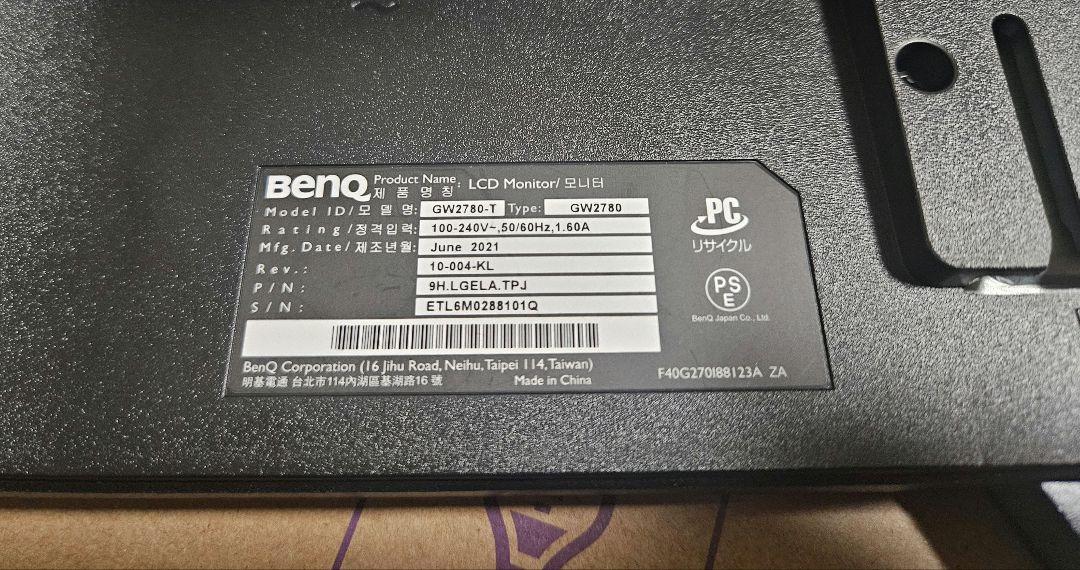 BenQ Product Name : LCD Monitor/ 모니터
제 품 명 칭
Model ID/모 델 명: GW2780-T Type: GW2780
Rating/정격입력: 100-240V~,50/60Hz,1.60A
Mfg. Date/제조년월: June 2021
Rev.: 10-004-KL
P/N: 9H.LGELA.TPJ
S/N: ETL6M0288101Q
BenQ Corporation (16 Jihu Road, Neihu, Taipei 114, Taiwan)
明基電通 台北市114內湖區基湖路16 號 Made in China
PC
リサイクル
PS
E
BenQ Japan Co., Ltd.
F40G270I88123A ZA